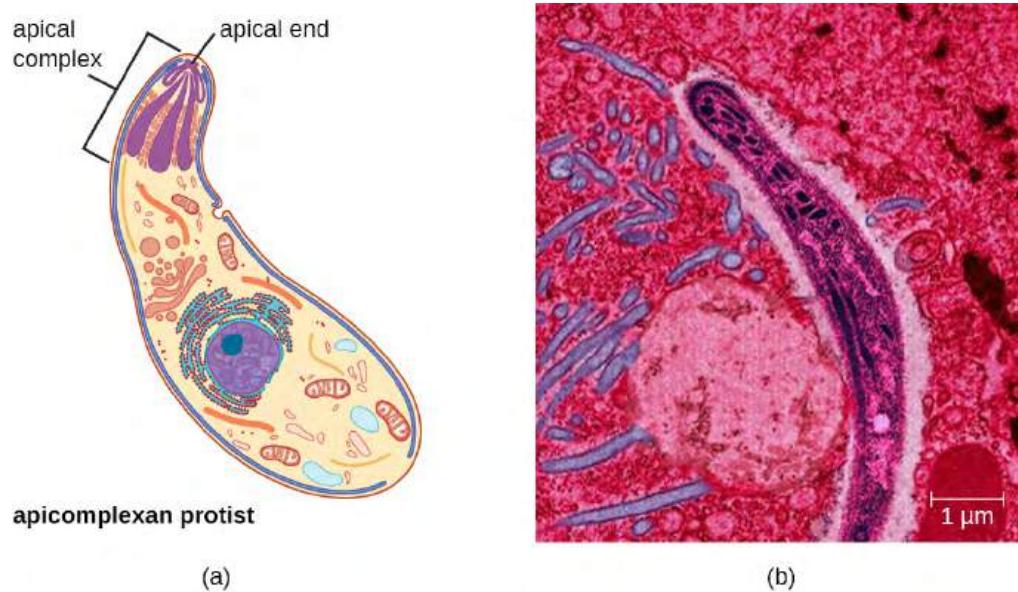 apical
complex
apical end
apicomplexan protist
1 µm
(a)
(b)